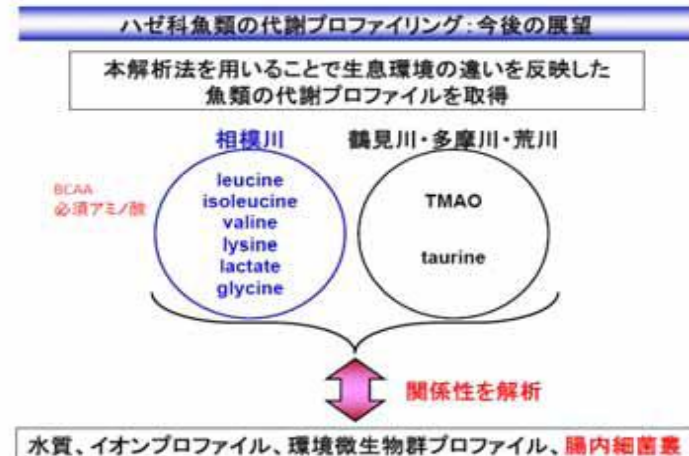 ハゼ科魚類の代謝プロファイリング：今後の展望
本解析法を用いることで生息環境の違いを反映した
魚類の代謝プロファイルを取得
相模川
鶴見川・多摩川・荒川
BCAA
必須アミノ酸
leucine
isoleucine
valine
lysine
lactate
glycine
TMAO
taurine
関係性を解析
水質、イオンプロファイル、環境微生物群プロファイル、腸内細菌叢